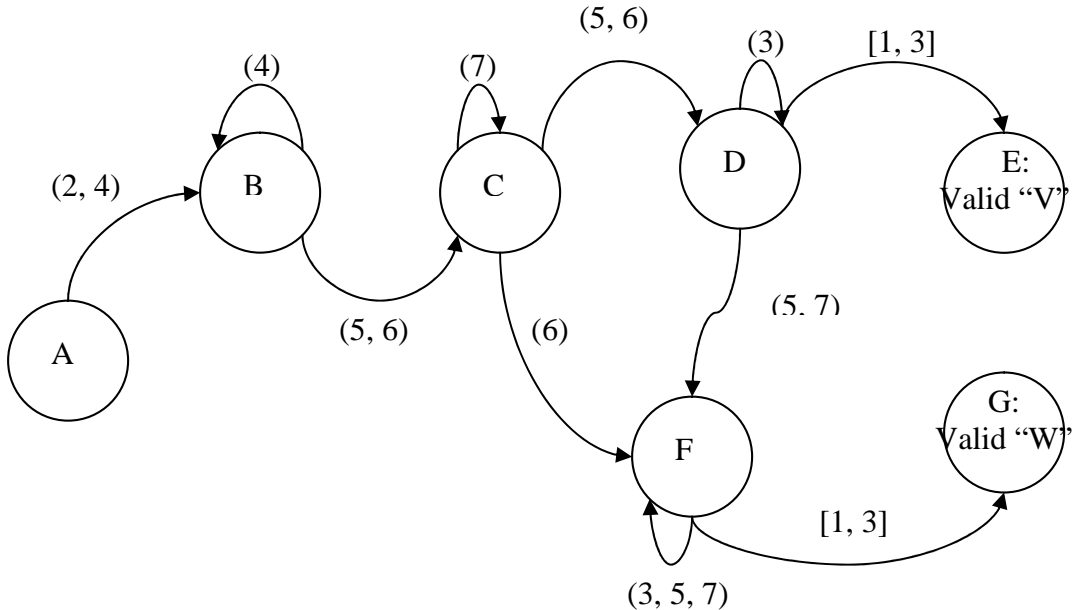 (5, 6)
(3)
[1, 3]
(4)
(7)
E:
Valid “V”
D
B
C
(2, 4)
(5, 7)
(5, 6)
(6)
A
G:
Valid “W”
F
[1, 3]
(3, 5, 7)